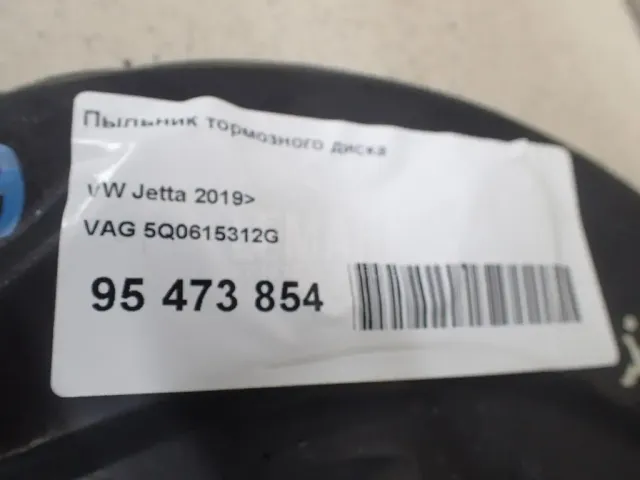 Пыльник тормозного диска
VW Jetta 2019>
VAG 5Q0615312G
95 473 854